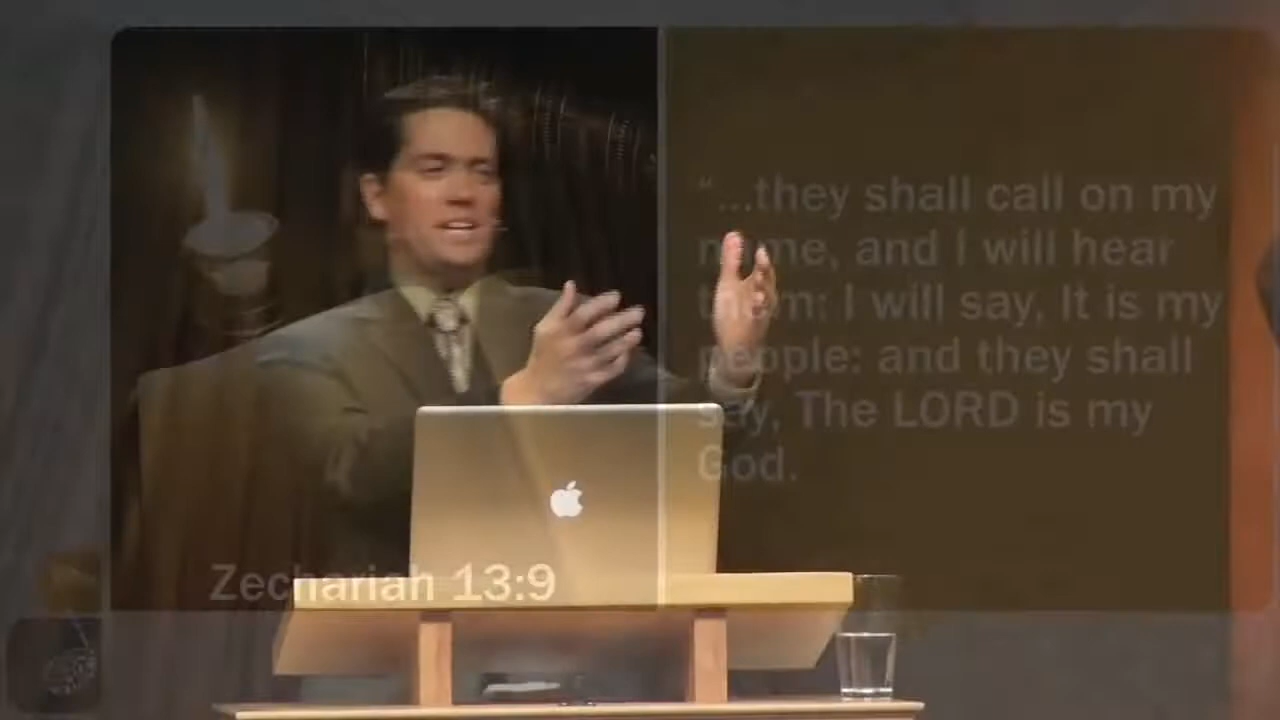 “...they shall call on my
name, and I will hear
them: I will say, It is my
people: and they shall
say, The LORD is my
God.
Zechariah 13:9